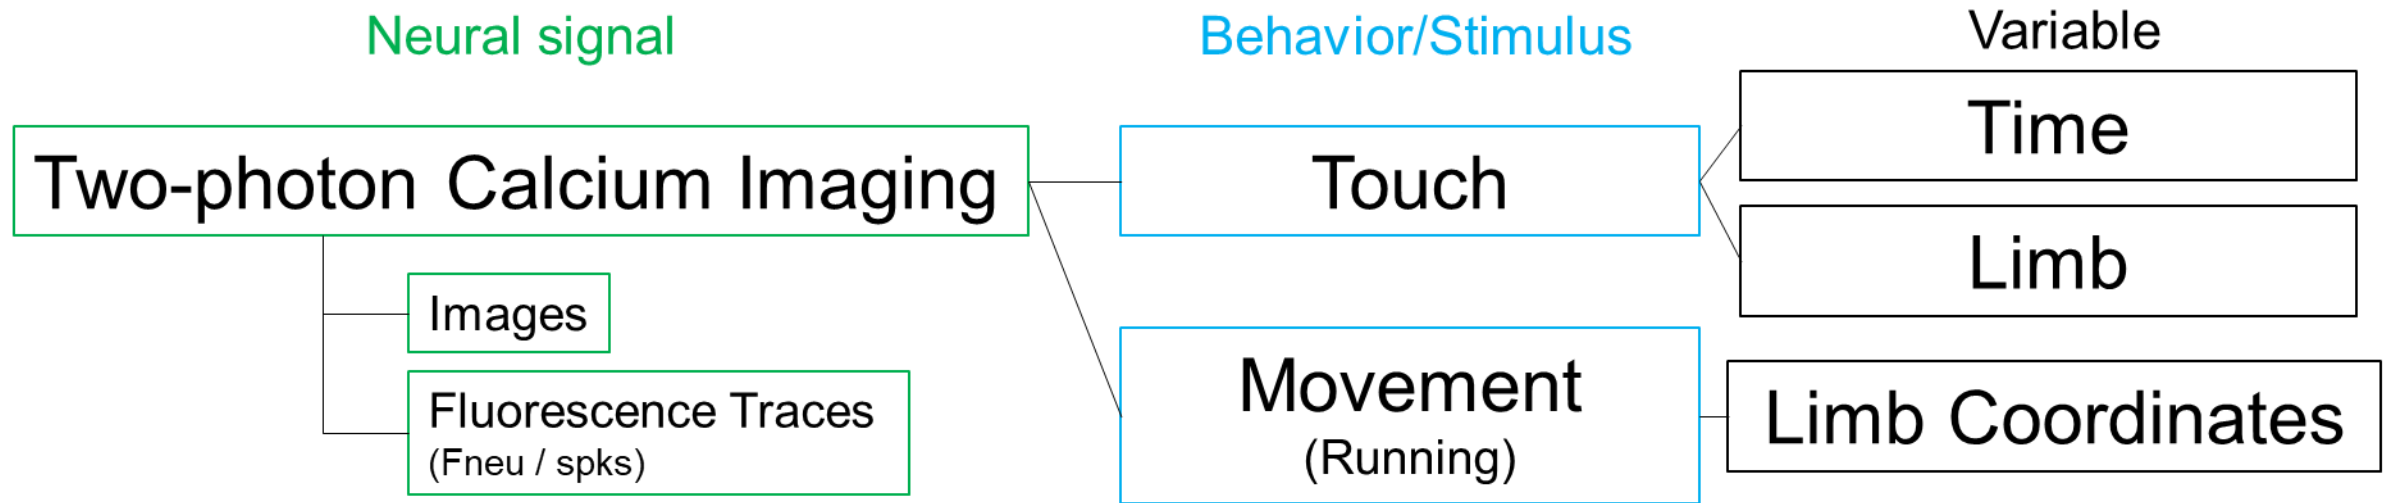 Neural signal
Behavior/Stimulus
Variable
Two-photon Calcium Imaging
Images
Fluorescence Traces
(Fneu / spks)
Touch
Movement
(Running)
Time
Limb
Limb Coordinates